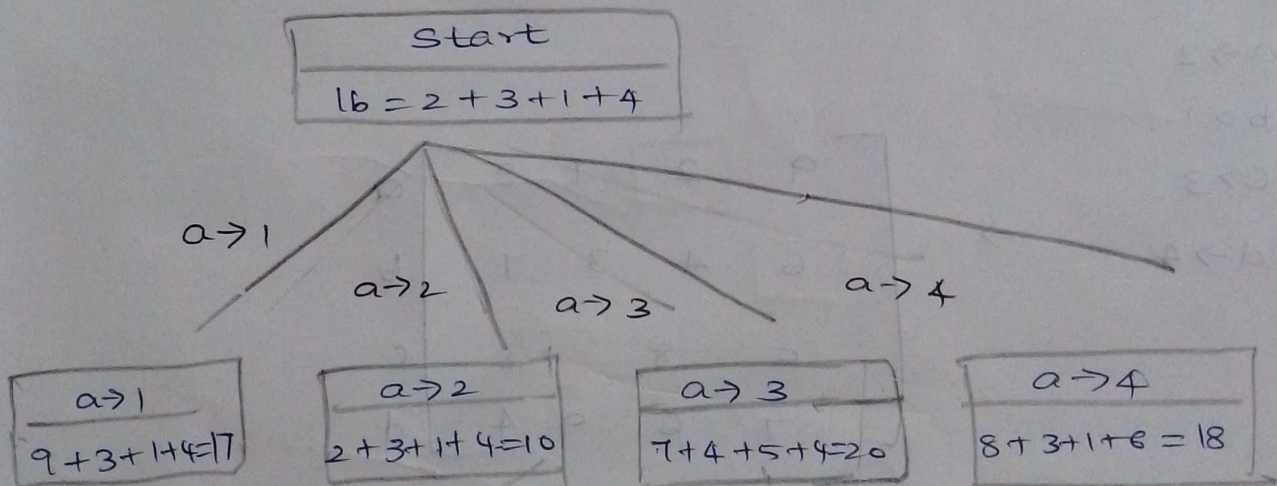 Start
16 = 2 + 3 + 1 + 4
a → 1
a → 2
a → 3
a → 4
a → 1
9 + 3 + 1 + 4 = 17
a → 2
2 + 3 + 1 + 4 = 10
a → 3
7 + 4 + 5 + 4 = 20
a → 4
8 + 3 + 1 + 6 = 18